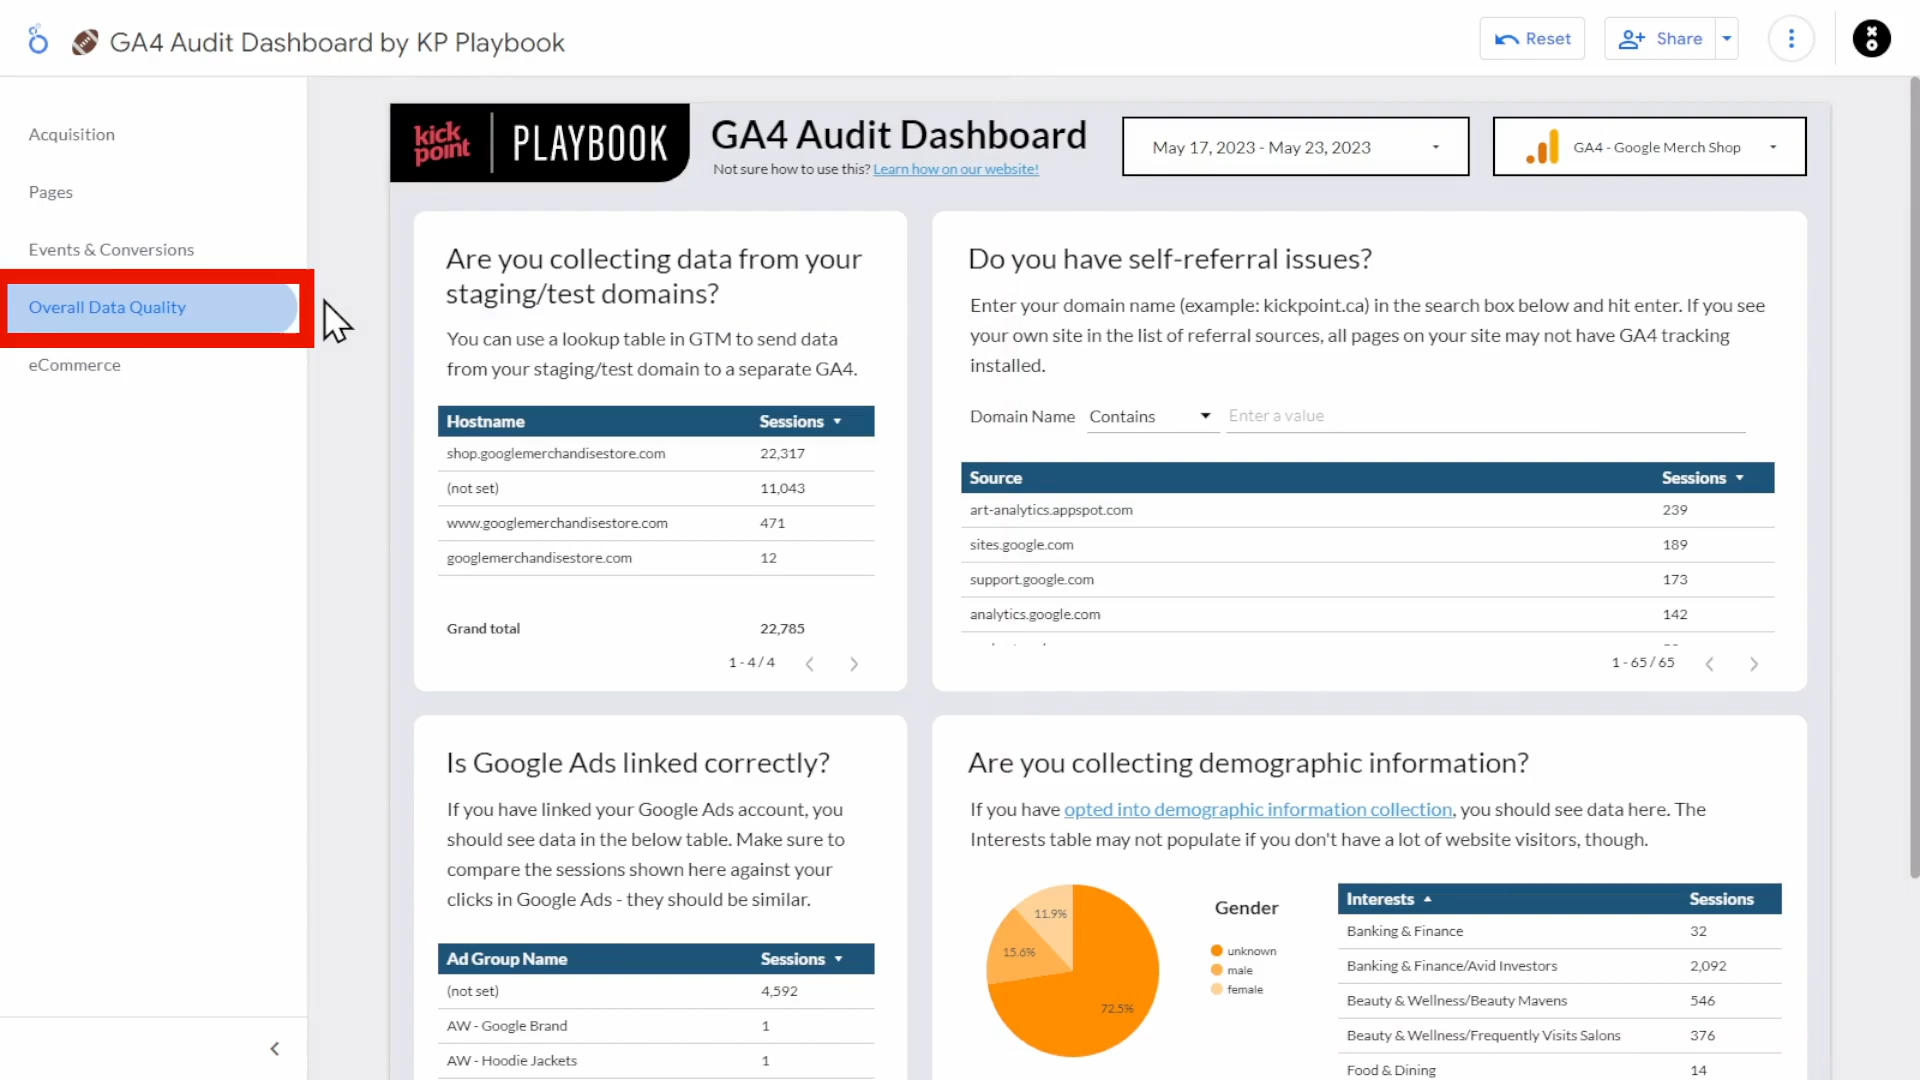 GA4 Audit Dashboard by KP Playbook
Reset
Share
Acquisition
Pages
Events & Conversions
Overall Data Quality
eCommerce
kick point
PLAYBOOK
GA4 Audit Dashboard
Not sure how to use this? Learn how on our website!
May 17, 2023 - May 23, 2023
GA4 - Google Merch Shop
Are you collecting data from your
staging/test domains?
You can use a lookup table in GTM to send data
from your staging/test domain to a separate GA4.
Hostname Sessions
shop.googlemerchandisestore.com 22,317
(not set) 11,043
www.googlemerchandisestore.com 471
googlemerchandisestore.com 12
Grand total 22,785
1 - 4 / 4
Do you have self-referral issues?
Enter your domain name (example: kickpoint.ca) in the search box below and hit enter. If you see
your own site in the list of referral sources, all pages on your site may not have GA4 tracking
installed.
Domain Name Contains Enter a value
Source Sessions
art-analytics.appspot.com 239
sites.google.com 189
support.google.com 173
analytics.google.com 142
1 - 65 / 65
Is Google Ads linked correctly?
If you have linked your Google Ads account, you
should see data in the below table. Make sure to
compare the sessions shown here against your
clicks in Google Ads - they should be similar.
Ad Group Name Sessions
(not set) 4,592
AW - Google Brand 1
AW - Hoodie Jackets 1
Are you collecting demographic information?
If you have opted into demographic information collection, you should see data here. The
Interests table may not populate if you don't have a lot of website visitors, though.
11.9%
15.6%
72.5%
Gender
unknown
male
female
Interests Sessions
Banking & Finance 32
Banking & Finance/Avid Investors 2,092
Beauty & Wellness/Beauty Mavens 546
Beauty & Wellness/Frequently Visits Salons 376
Food & Dining 14